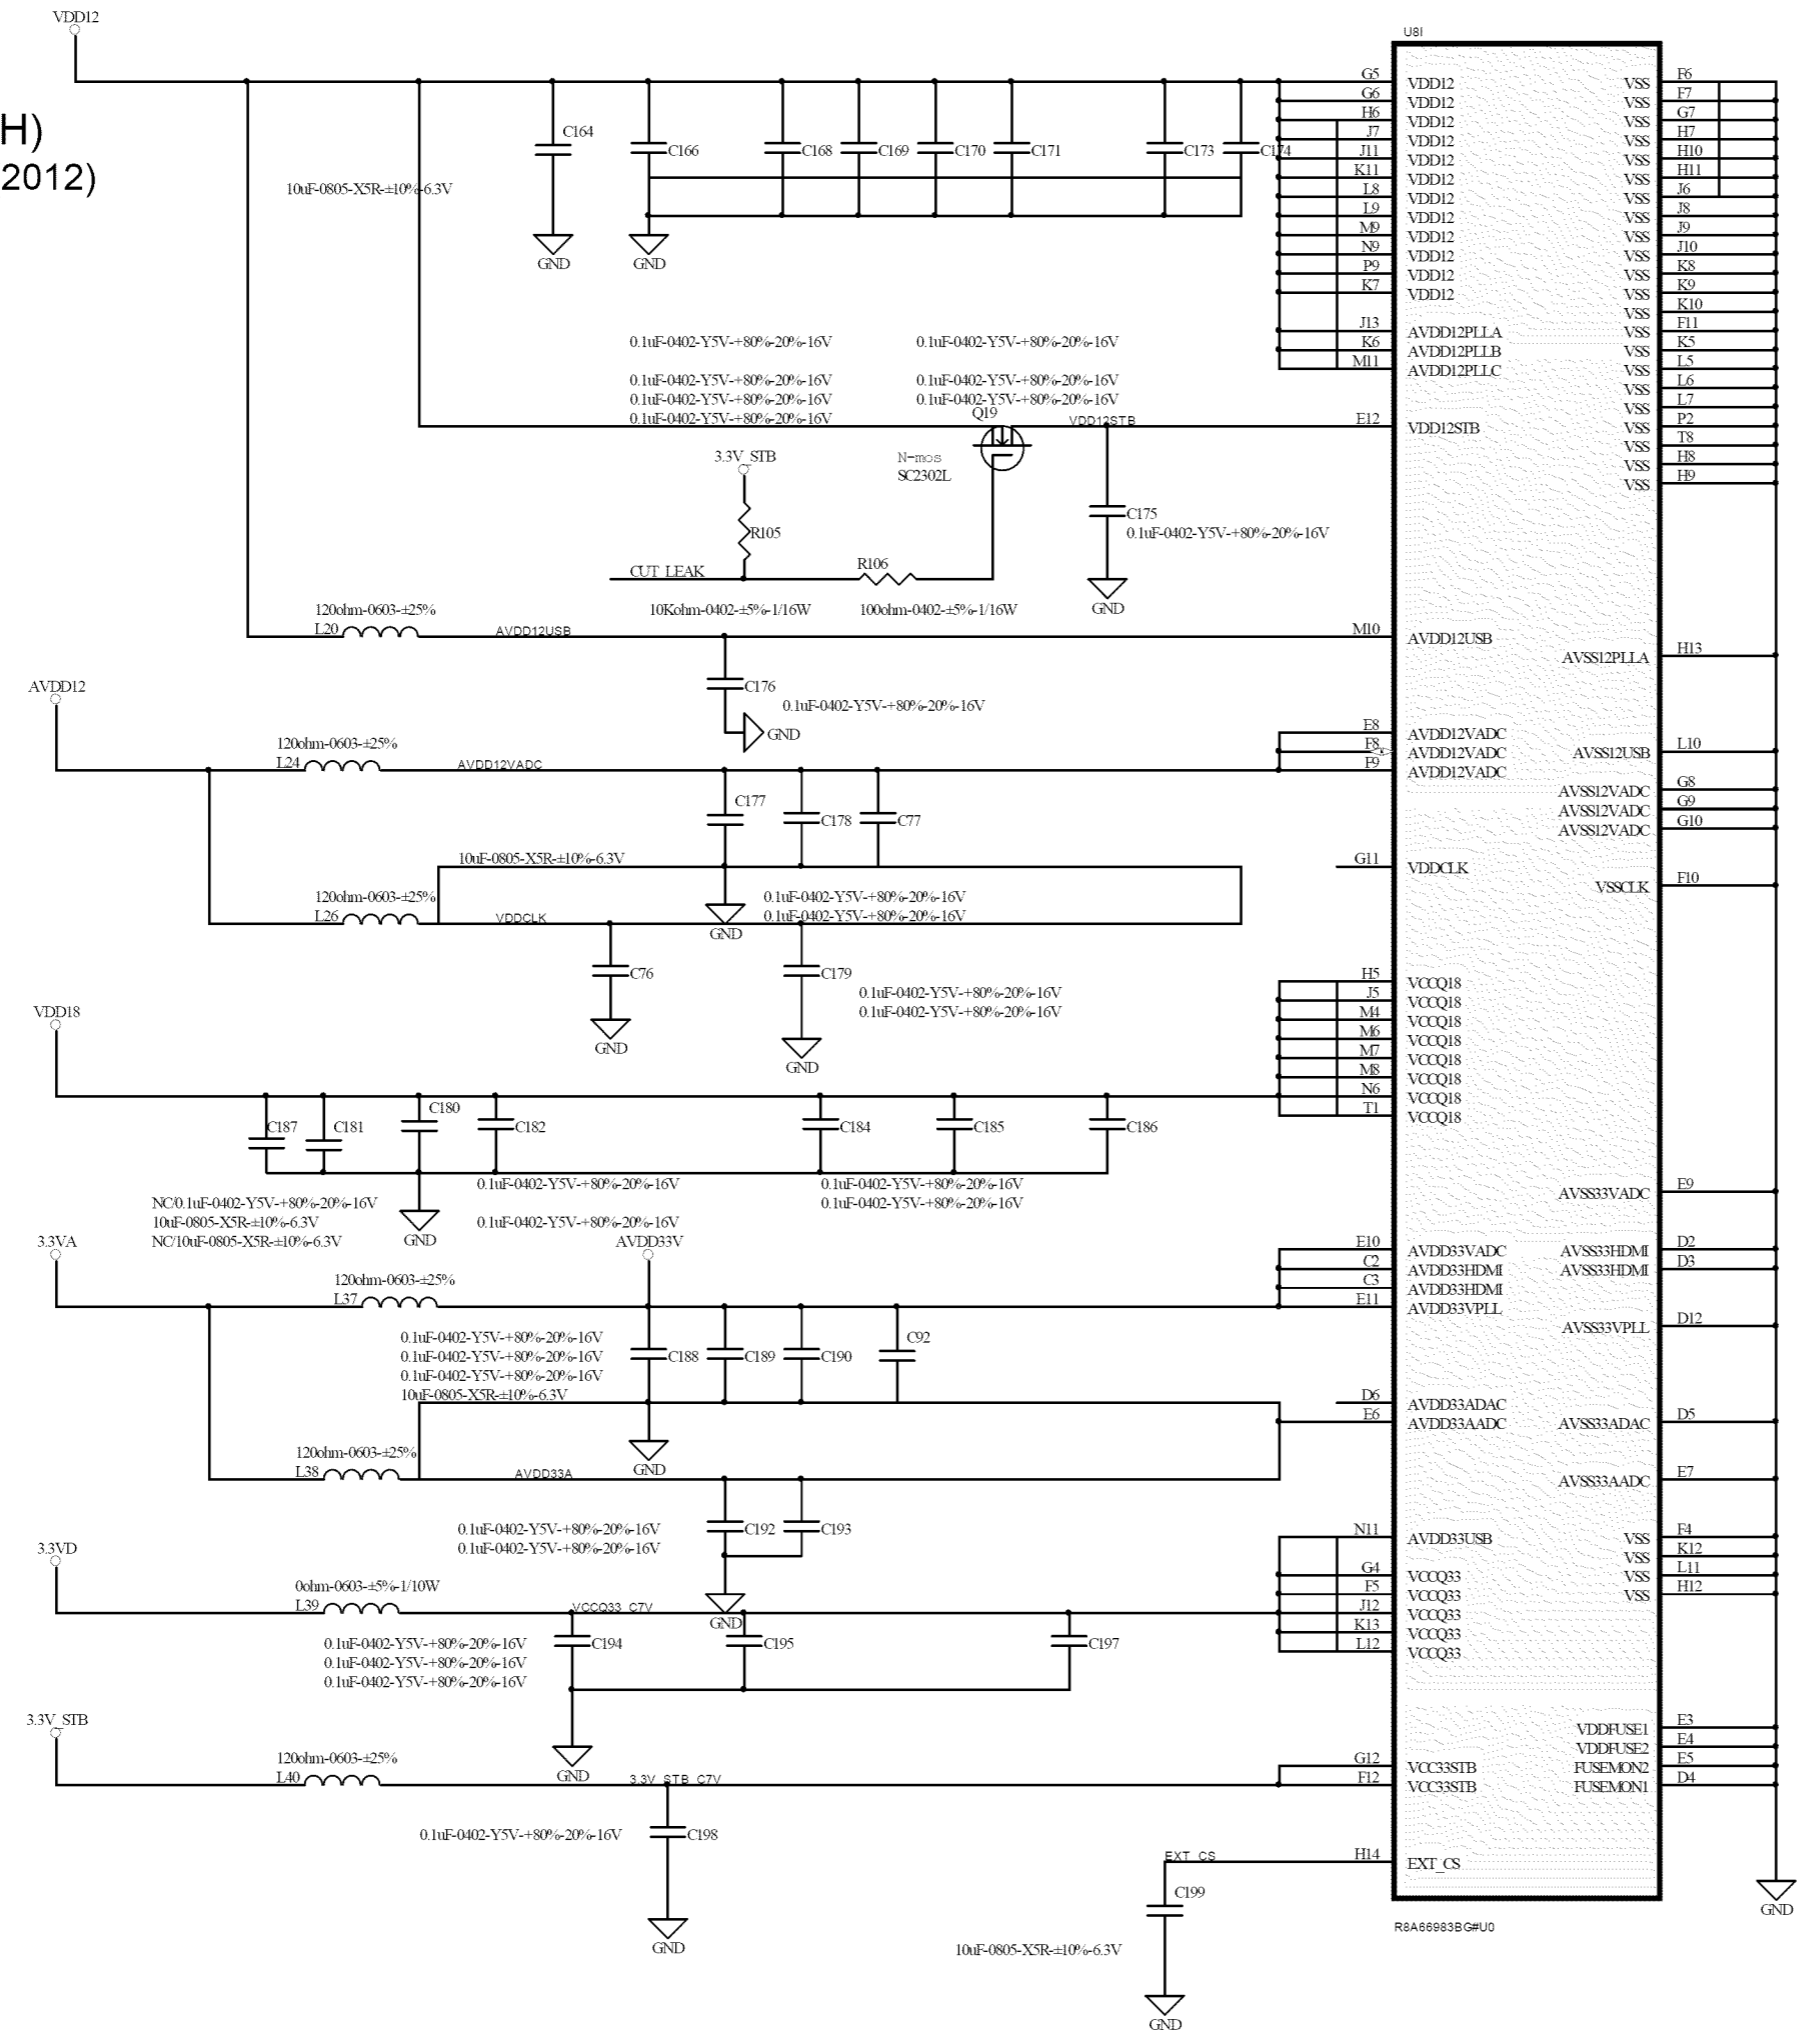 VDD12
H)
2012)
C164
C166
C168
C169
C170
C171
C173
C174
10uF-0805-X5R-±10%-6.3V
GND
GND
0.1uF-0402-Y5V-+80%-20%-16V
0.1uF-0402-Y5V-+80%-20%-16V
0.1uF-0402-Y5V-+80%-20%-16V
0.1uF-0402-Y5V-+80%-20%-16V
0.1uF-0402-Y5V-+80%-20%-16V
0.1uF-0402-Y5V-+80%-20%-16V
0.1uF-0402-Y5V-+80%-20%-16V
Q19
VDD12STB
N-mos
SC2302L
3.3V_STB
R105
C175
0.1uF-0402-Y5V-+80%-20%-16V
CUT_LEAK
R106
10Kohm-0402-±5%-1/16W
100ohm-0402-±5%-1/16W
GND
120ohm-0603-±25%
L20
AVDD12USB
C176
0.1uF-0402-Y5V-+80%-20%-16V
GND
AVDD12
120ohm-0603-±25%
L24
AVDD12VADC
C177
C178
C77
10uF-0805-X5R-±10%-6.3V
0.1uF-0402-Y5V-+80%-20%-16V
0.1uF-0402-Y5V-+80%-20%-16V
120ohm-0603-±25%
L26
VDDCLK
GND
C76
C179
0.1uF-0402-Y5V-+80%-20%-16V
0.1uF-0402-Y5V-+80%-20%-16V
GND
GND
VDD18
C187
C181
C180
C182
C184
C185
C186
0.1uF-0402-Y5V-+80%-20%-16V
0.1uF-0402-Y5V-+80%-20%-16V
0.1uF-0402-Y5V-+80%-20%-16V
0.1uF-0402-Y5V-+80%-20%-16V
NC/0.1uF-0402-Y5V-+80%-20%-16V
10uF-0805-X5R-±10%-6.3V
NC/10uF-0805-X5R-±10%-6.3V
GND
3.3VA
AVDD33V
120ohm-0603-±25%
L37
0.1uF-0402-Y5V-+80%-20%-16V
0.1uF-0402-Y5V-+80%-20%-16V
0.1uF-0402-Y5V-+80%-20%-16V
10uF-0805-X5R-±10%-6.3V
C188
C189
C190
C92
GND
120ohm-0603-±25%
L38
AVDD33A
0.1uF-0402-Y5V-+80%-20%-16V
0.1uF-0402-Y5V-+80%-20%-16V
C192
C193
GND
3.3VD
0ohm-0603-±5%-1/10W
L39
VCCQ33_C7V
0.1uF-0402-Y5V-+80%-20%-16V
0.1uF-0402-Y5V-+80%-20%-16V
0.1uF-0402-Y5V-+80%-20%-16V
C194
C195
C197
GND
3.3V_STB
120ohm-0603-±25%
L40
3.3V_STB_C7V
0.1uF-0402-Y5V-+80%-20%-16V
C198
GND
EXT_CS
C199
10uF-0805-X5R-±10%-6.3V
GND
U8I
G5 VDD12
G6 VDD12
H6 VDD12
J7 VDD12
J11 VDD12
K11 VDD12
L8 VDD12
L9 VDD12
M9 VDD12
N9 VDD12
P9 VDD12
K7 VDD12
J13 AVDD12PLLA
K6 AVDD12PLLB
M11 AVDD12PLLC
E12 VDD12STB
M10 AVDD12USB
E8 AVDD12VADC
F8 AVDD12VADC
F9 AVDD12VADC
G11 VDDCLK
H5 VCCQ18
J5 VCCQ18
M4 VCCQ18
M6 VCCQ18
M7 VCCQ18
M8 VCCQ18
N6 VCCQ18
T1 VCCQ18
E10 AVDD33VADC
C2 AVDD33HDMI
C3 AVDD33HDMI
E11 AVDD33VPLL
D6 AVDD33ADAC
E6 AVDD33AADC
N11 AVDD33USB
G4 VCCQ33
F5 VCCQ33
J12 VCCQ33
K13 VCCQ33
L12 VCCQ33
G12 VCC33STB
F12 VCC33STB
H14 EXT_CS
VSS F6
VSS F7
VSS G7
VSS H7
VSS H10
VSS H11
VSS J6
VSS J8
VSS J9
VSS J10
VSS K8
VSS K9
VSS K10
VSS F11
VSS K5
VSS L5
VSS L6
VSS L7
VSS P2
VSS T8
VSS H8
VSS H9
AVSS12PLLA H13
AVSS12USB L10
AVSS12VADC G8
AVSS12VADC G9
AVSS12VADC G10
VSSCLK F10
AVSS33VADC E9
AVSS33HDMI D2
AVSS33HDMI D3
AVSS33VPLL D12
AVSS33ADAC D5
AVSS33AADC E7
VSS F4
VSS K12
VSS L11
VSS H12
VDDFUSE1 E3
VDDFUSE2 E4
FUSEMON2 E5
FUSEMON1 D4
GND
R8A66983BG#U0